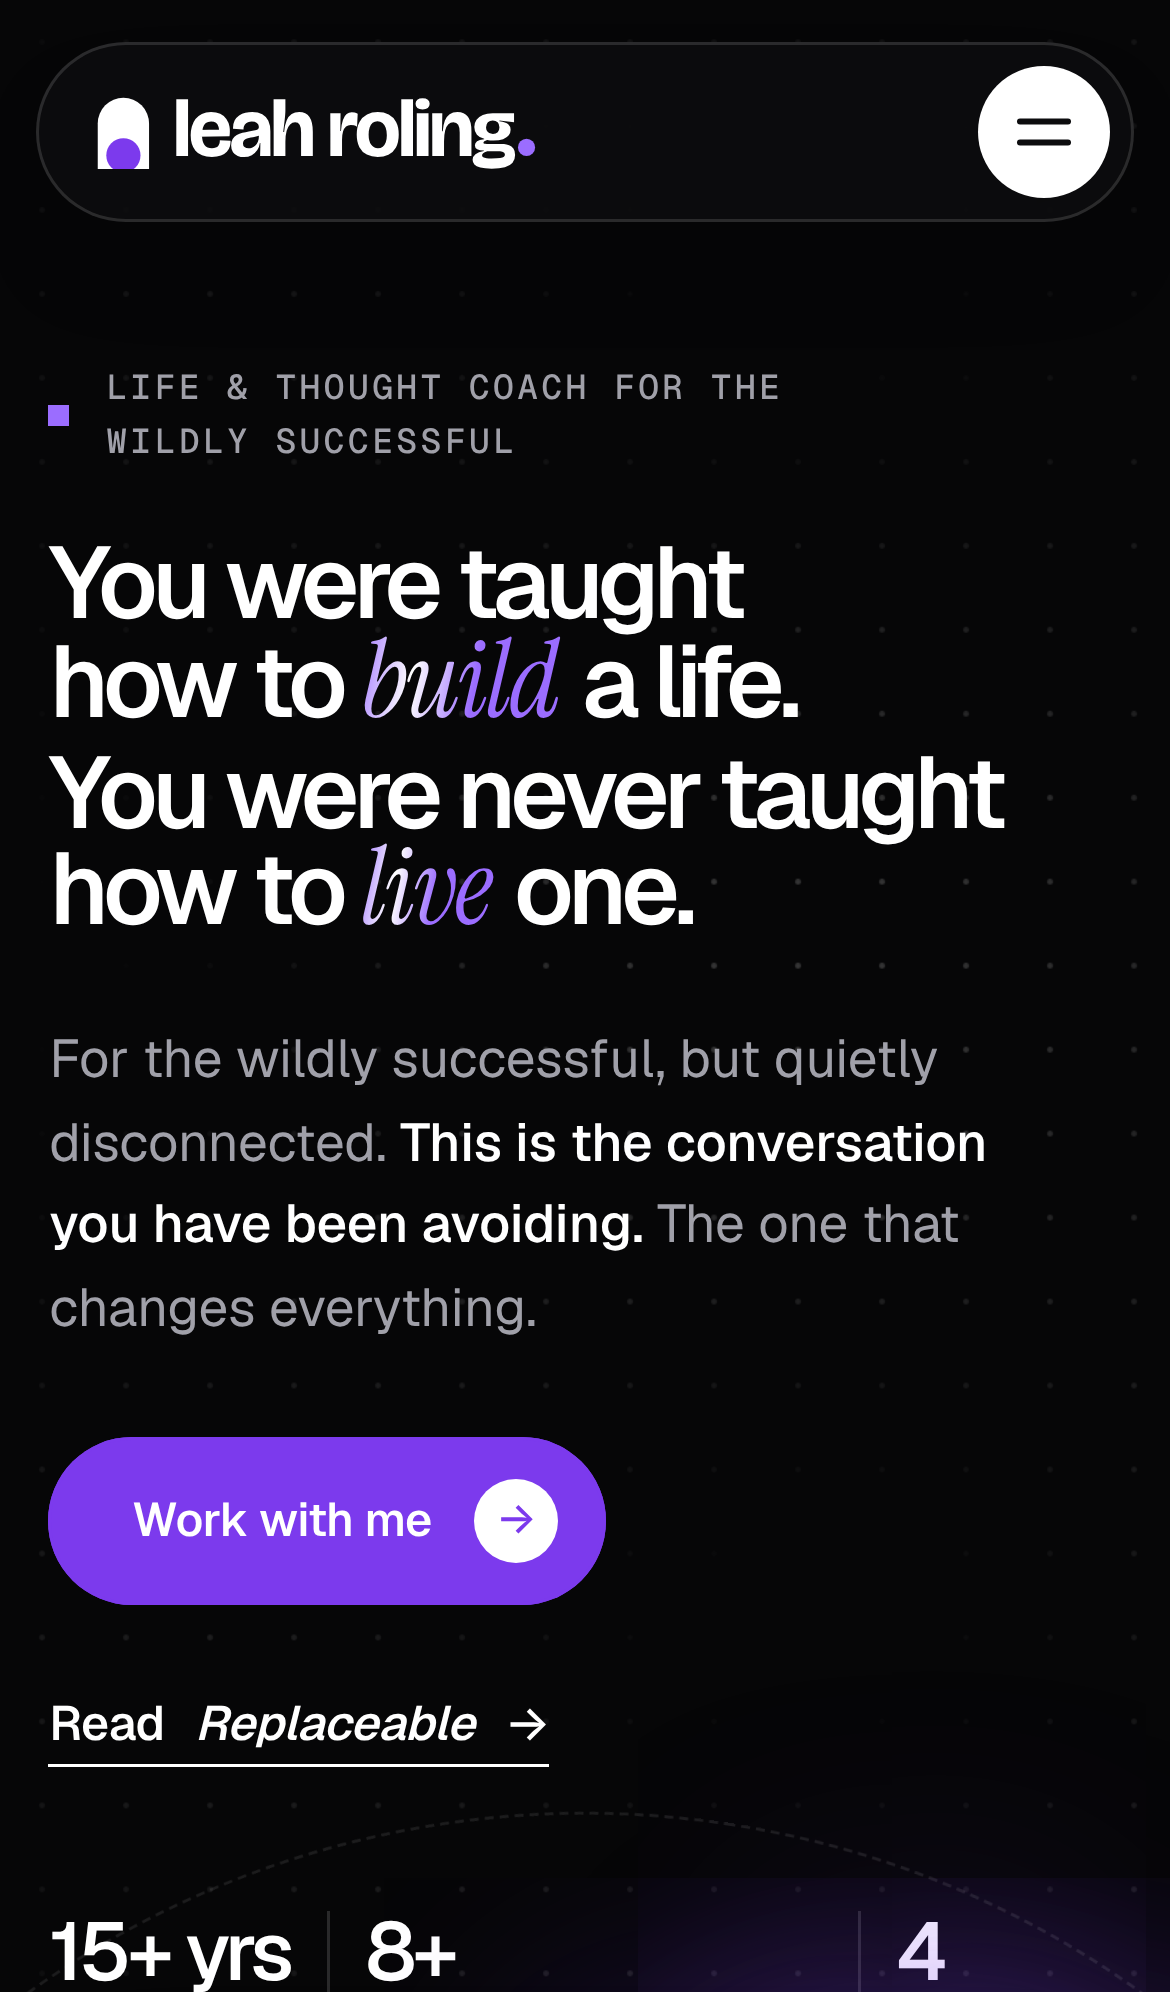 leah roling.
LIFE & THOUGHT COACH FOR THE
WILDLY SUCCESSFUL
You were taught
how to build a life.
You were never taught
how to live one.
For the wildly successful, but quietly
disconnected. This is the conversation
you have been avoiding. The one that
changes everything.
Work with me →
Read Replaceable →
15+ yrs 8+ 4